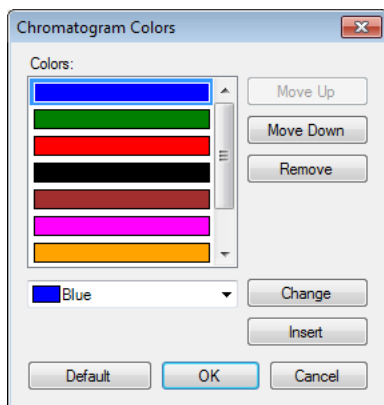 Chromatogram Colors
Colors:
Move Up
Move Down
Remove
Blue
Change
Insert
Default
OK
Cancel